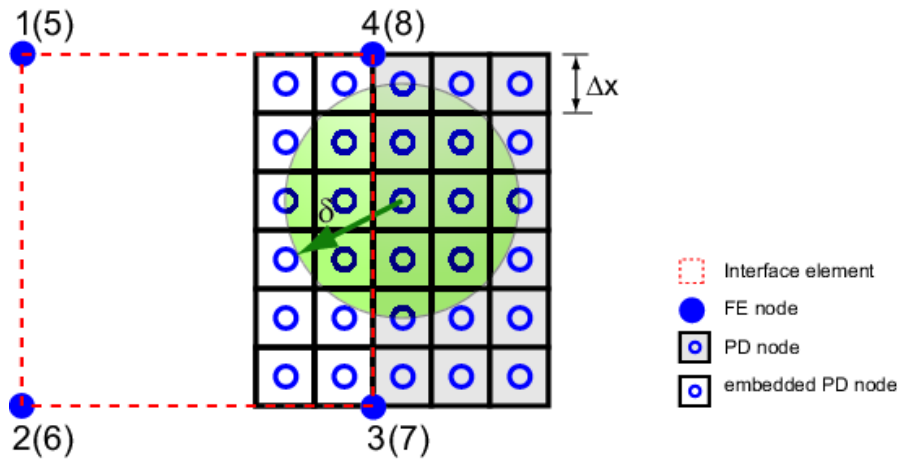 1(5)
4(8)
Δx
δ
Interface element
FE node
PD node
embedded PD node
2(6)
3(7)